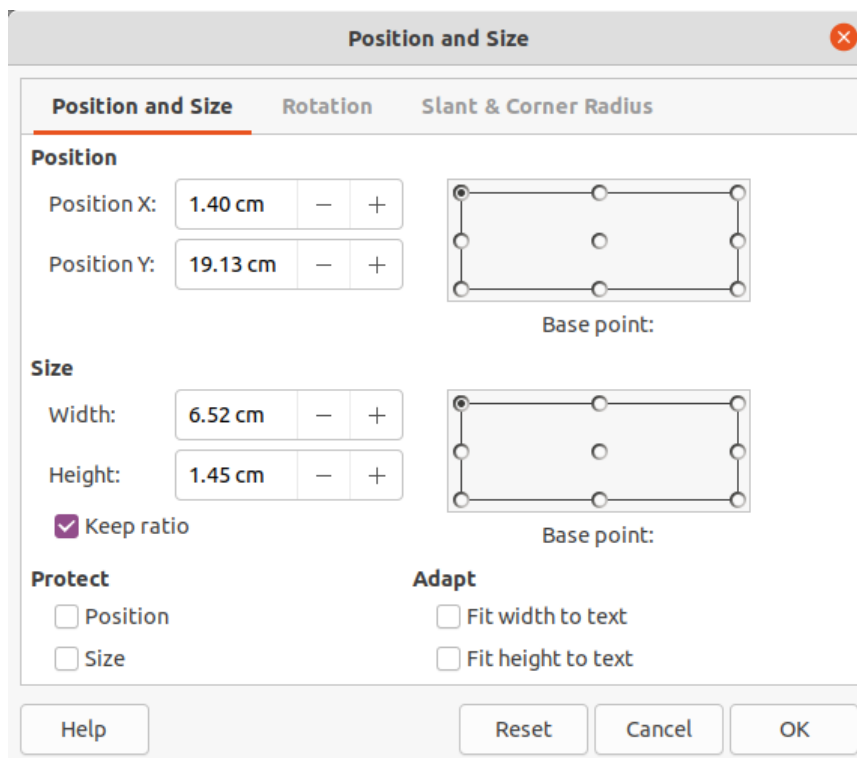 Position and Size
Position and Size Rotation Slant & Corner Radius
Position
Position X: 1.40 cm − +
Position Y: 19.13 cm − +
Base point:
Size
Width: 6.52 cm − +
Height: 1.45 cm − +
Keep ratio
Base point:
Protect Adapt
Position Fit width to text
Size Fit height to text
Help Reset Cancel OK